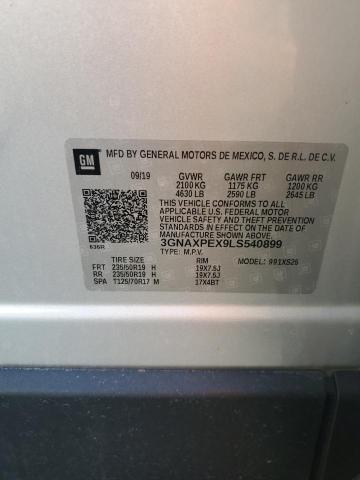 GM MFD BY GENERAL MOTORS DE MEXICO, S. DE R.L. DE C.V.
09/19 GVWR GAWR FRT GAWR RR
2100 KG 1175 KG 1200 KG
4630 LB 2590 LB 2645 LB
THIS VEHICLE CONFORMS TO ALL
APPLICABLE U.S. FEDERAL MOTOR
VEHICLE SAFETY AND THEFT PREVENTION
STANDARDS IN EFFECT ON THE DATE OF
MANUFACTURE SHOWN ABOVE.
3GNAXPEX9LS540899
TYPE: M.P.V. MODEL: 991XS26
TIRE SIZE RIM
FRT 235/50R19 H 19X7.5J
RR 235/50R19 H 19X7.5J
SPA T125/70R17 M 17X4BT